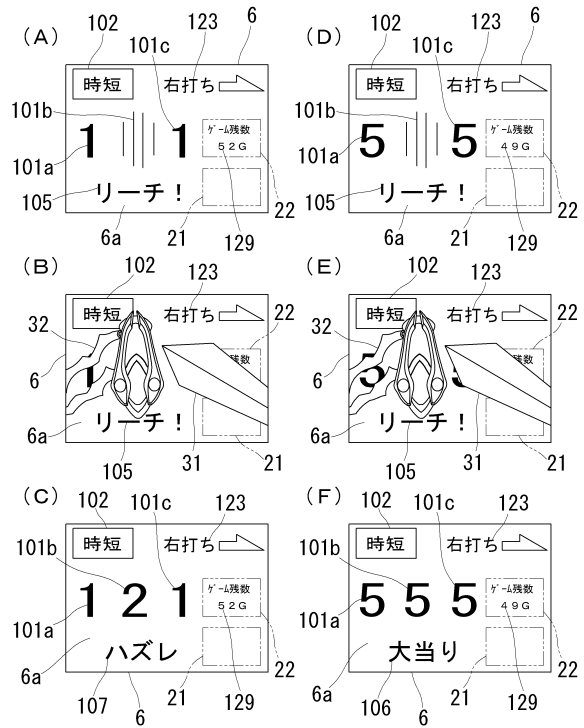 (A)
102
101c
123
6
時短
右打ち
101b
1
1
ゲーム残数
52G
101a
リーチ！
105
6a
21
129
22
(D)
102
101c
123
6
時短
右打ち
101b
5
5
ゲーム残数
49G
101a
リーチ！
105
6a
21
129
22
(B)
102
123
22
時短
右打ち
32
残数
6
1
6a
リーチ！
105
31
21
(E)
102
123
22
時短
右打ち
32
残数
6
5
6a
リーチ！
105
31
21
(C)
102
101c
123
時短
右打ち
101b
1 2 1
ゲーム残数
52G
101a
ハズレ
6a
107
6
21
129
22
(F)
102
101c
123
時短
右打ち
101b
5 5 5
ゲーム残数
49G
101a
大当り
6a
106
6
21
129
22